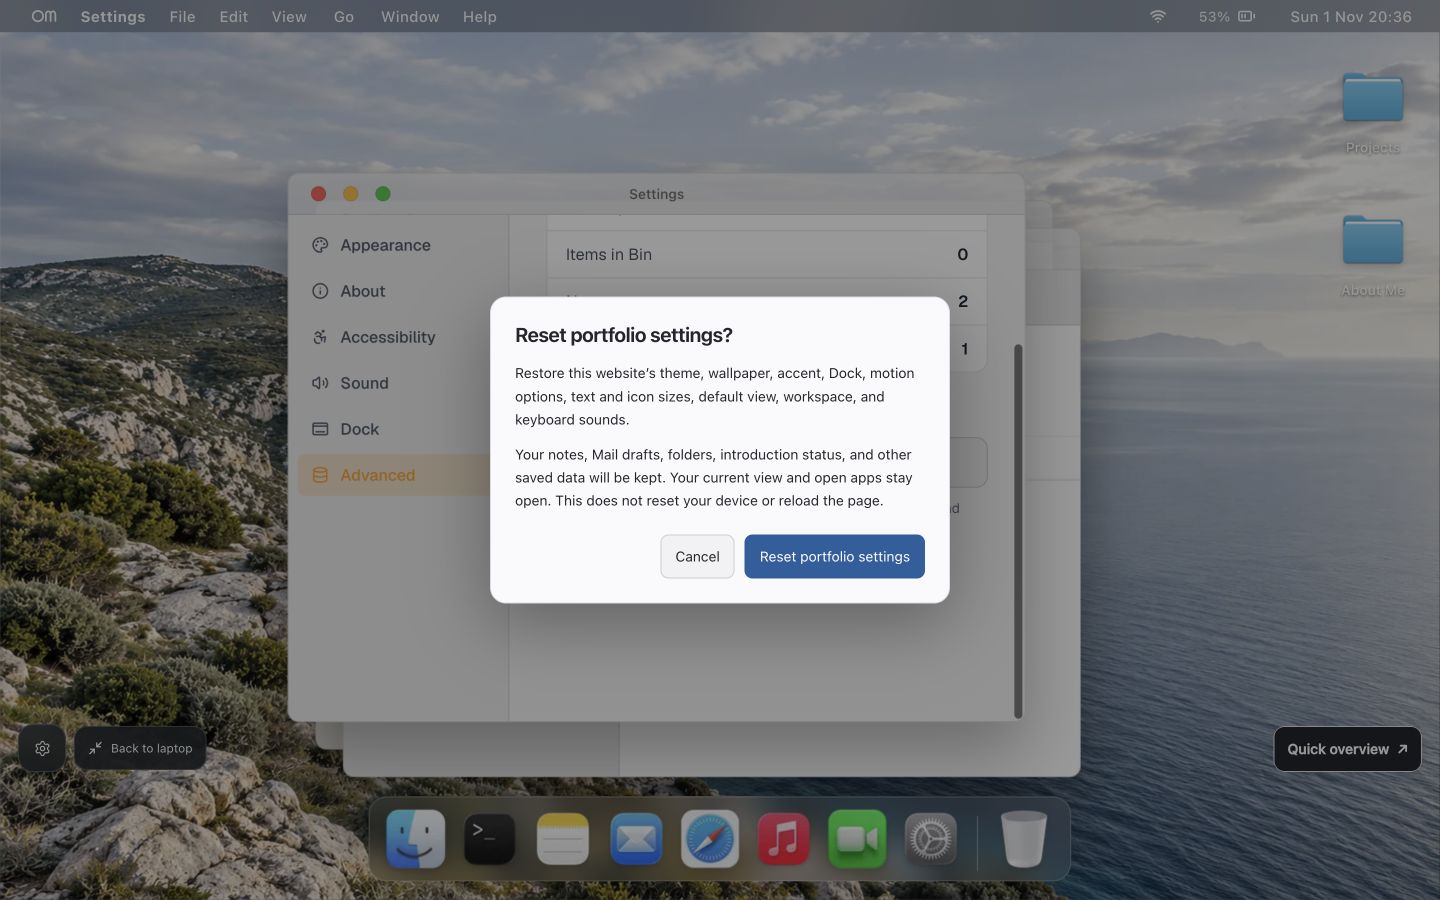 OM Settings File Edit View Go Window Help 53% Sun 1 Nov 20:36
Projects
About Me
Settings
Appearance
About
Accessibility
Sound
Dock
Advanced
Items in Bin 0
2
1
Reset portfolio settings?
Restore this website's theme, wallpaper, accent, Dock, motion
options, text and icon sizes, default view, workspace, and
keyboard sounds.
Your notes, Mail drafts, folders, introduction status, and other
saved data will be kept. Your current view and open apps stay
open. This does not reset your device or reload the page.
Cancel
Reset portfolio settings
Back to laptop
Quick overview
>_